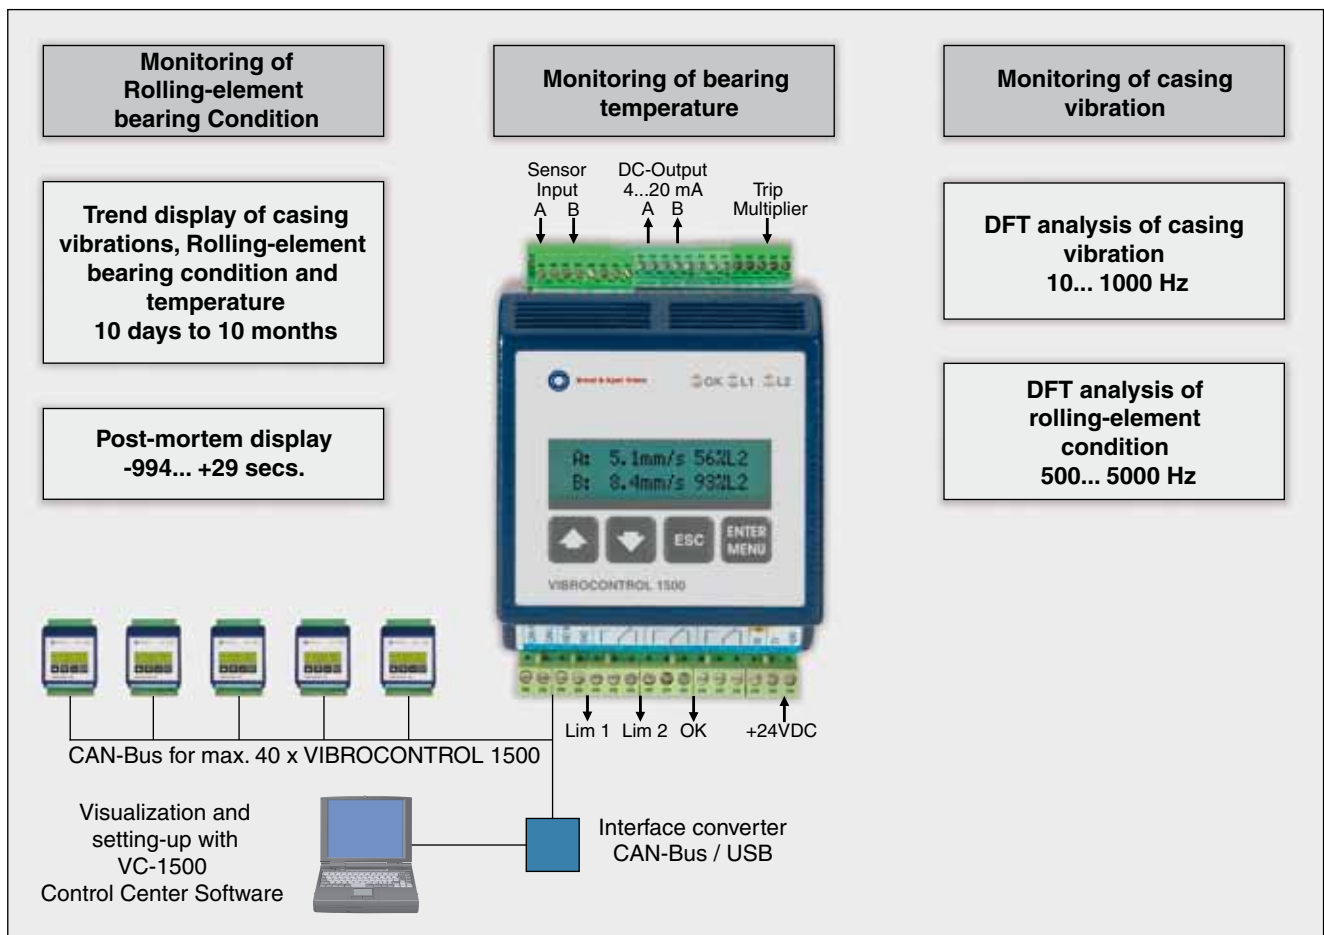 Monitoring of
Rolling-element
bearing Condition
Monitoring of bearing
temperature
Monitoring of casing
vibration
Trend display of casing
vibrations, Rolling-element
bearing condition and
temperature
10 days to 10 months
Post-mortem display
-994... +29 secs.
Sensor
Input
A B
DC-Output
4...20 mA
A B
Trip
Multiplier
OK L1 L2
A: 5.1mm/s 56%L2
B: 8.4mm/s 93%L2
ESC
ENTER
MENU
VIBROCONTROL 1500
DFT analysis of casing
vibration
10... 1000 Hz
DFT analysis of
rolling-element
condition
500... 5000 Hz
Lim 1 Lim 2 OK +24VDC
CAN-Bus for max. 40 x VIBROCONTROL 1500
Visualization and
setting-up with
VC-1500
Control Center Software
Interface converter
CAN-Bus / USB